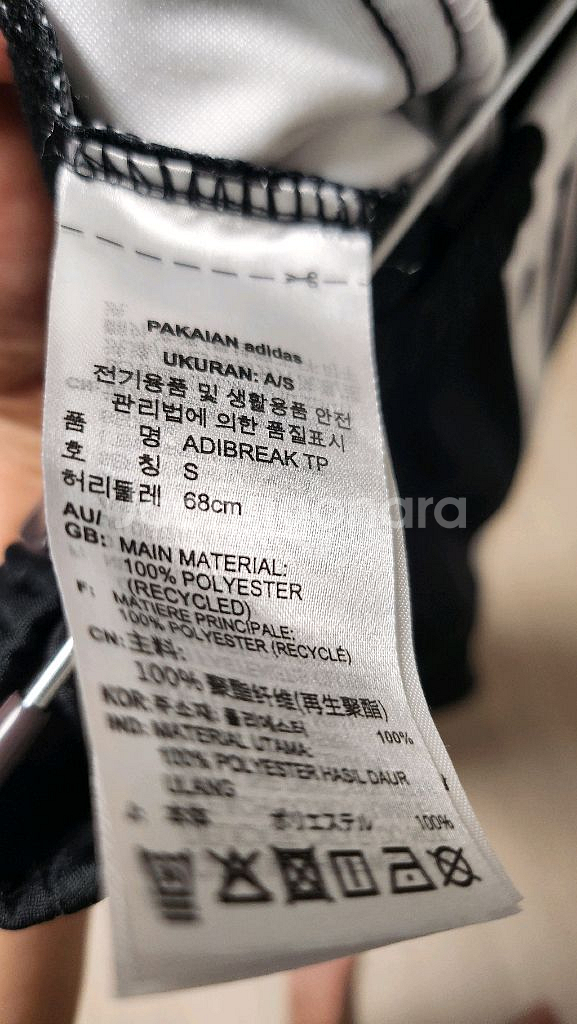 PAKAIAN adidas
UKURAN: A/S
전기용품 및 생활용품 안전
관리법에 의한 품질표시
품 명 ADIBREAK TP
호 칭 S
허리둘레 68cm
AU/
GB: MAIN MATERIAL:
100% POLYESTER
(RECYCLED)
F: MATIERE PRINCIPALE:
100% POLYESTER (RECYCLÉ)
CN: 主料:
100% 聚酯纤维(再生聚酯)
KOR: 주소재: 폴리에스터 100%
IND: MATERIAL UTAMA:
100% POLYESTER HASIL DAUR
ULANG
ポリエステル 100%